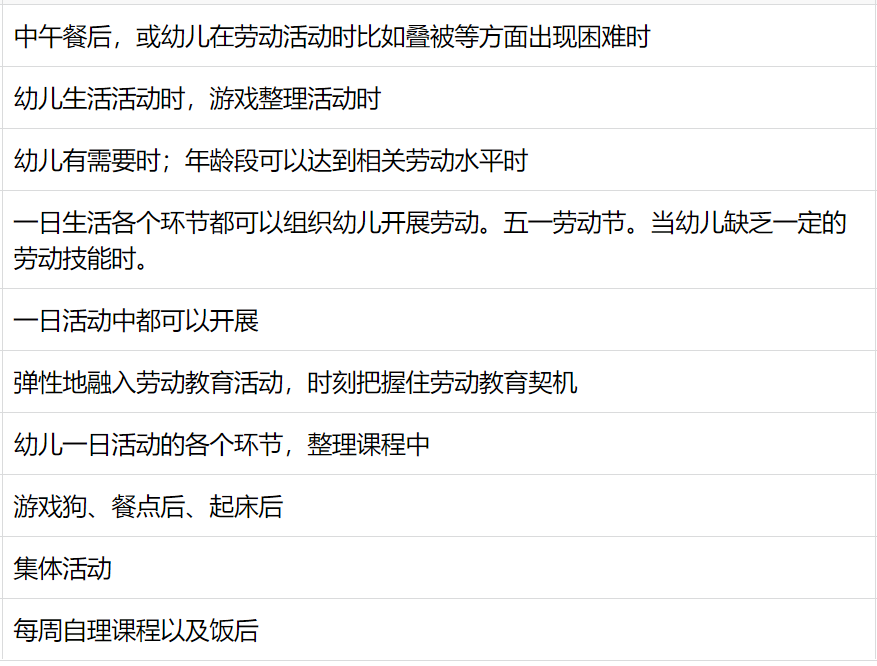 中午餐后，或幼儿在劳动活动时比如叠被等方面出现困难时
幼儿生活活动时，游戏整理活动时
幼儿有需要时；年龄段可以达到相关劳动水平时
一日生活各个环节都可以组织幼儿开展劳动。五一劳动节。当幼儿缺乏一定的
劳动技能时。
一日活动中都可以开展
弹性地融入劳动教育活动，时刻把握住劳动教育契机
幼儿一日活动的各个环节，整理课程中
游戏狗、餐点后、起床后
集体活动
每周自理课程以及饭后